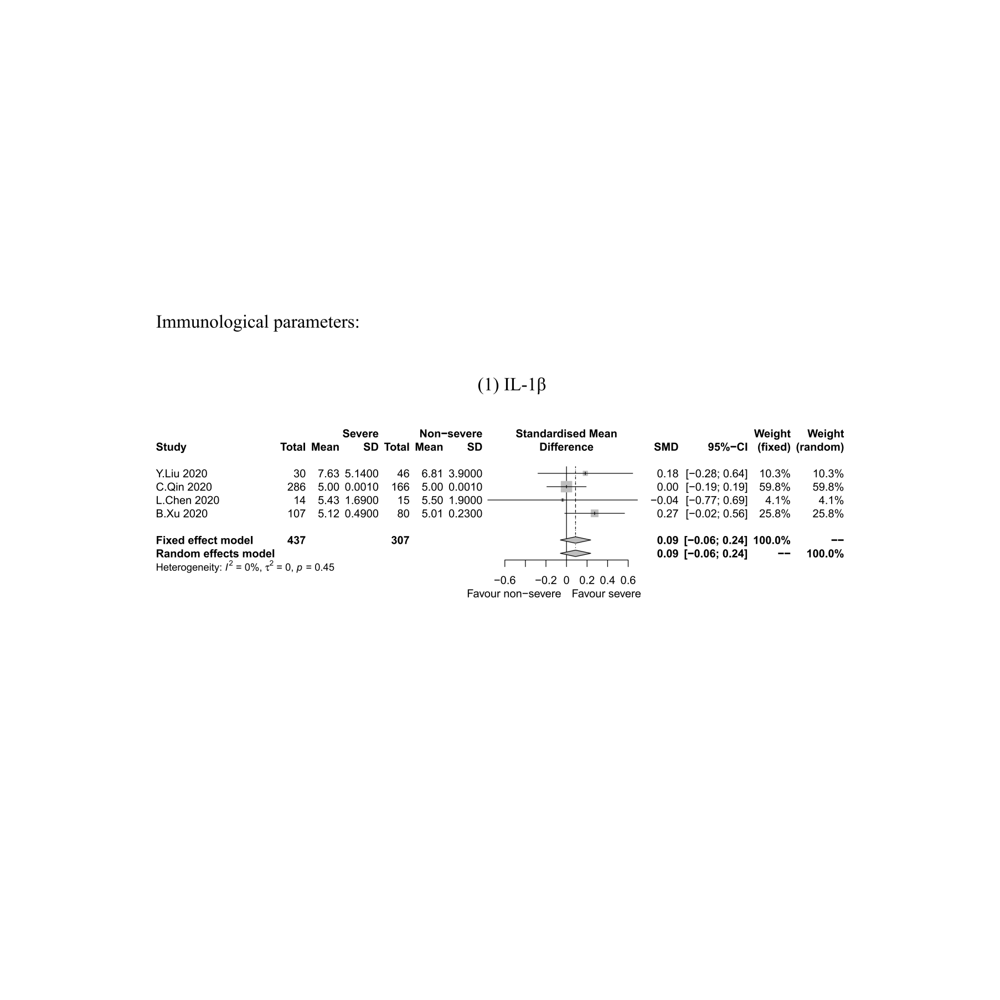 Immunological parameters:
(1) IL-1β
Severe Non−severe Standardised Mean Weight Weight
Study Total Mean SD Total Mean SD Difference SMD 95%−CI (fixed) (random)
Y.Liu 2020 30 7.63 5.1400 46 6.81 3.9000 0.18 [−0.28; 0.64] 10.3% 10.3%
C.Qin 2020 286 5.00 0.0010 166 5.00 0.0010 0.00 [−0.19; 0.19] 59.8% 59.8%
L.Chen 2020 14 5.43 1.6900 15 5.50 1.9000 −0.04 [−0.77; 0.69] 4.1% 4.1%
B.Xu 2020 107 5.12 0.4900 80 5.01 0.2300 0.27 [−0.02; 0.56] 25.8% 25.8%
Fixed effect model 437 307 0.09 [−0.06; 0.24] 100.0% −−
Random effects model 0.09 [−0.06; 0.24] −− 100.0%
Heterogeneity: I² = 0%, τ² = 0, p = 0.45
−0.6 −0.2 0 0.2 0.4 0.6
Favour non−severe Favour severe